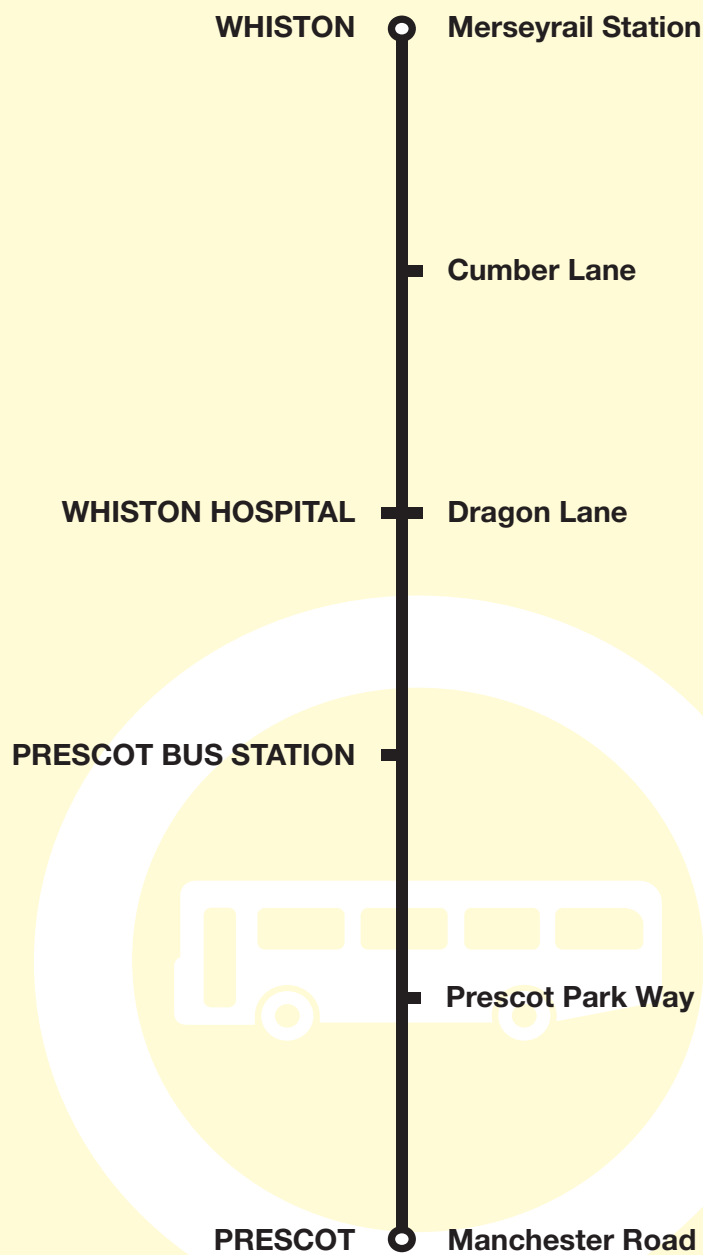 WHISTON Merseyrail Station
Cumber Lane
WHISTON HOSPITAL Dragon Lane
PRESCOT BUS STATION
Prescot Park Way
PRESCOT Manchester Road